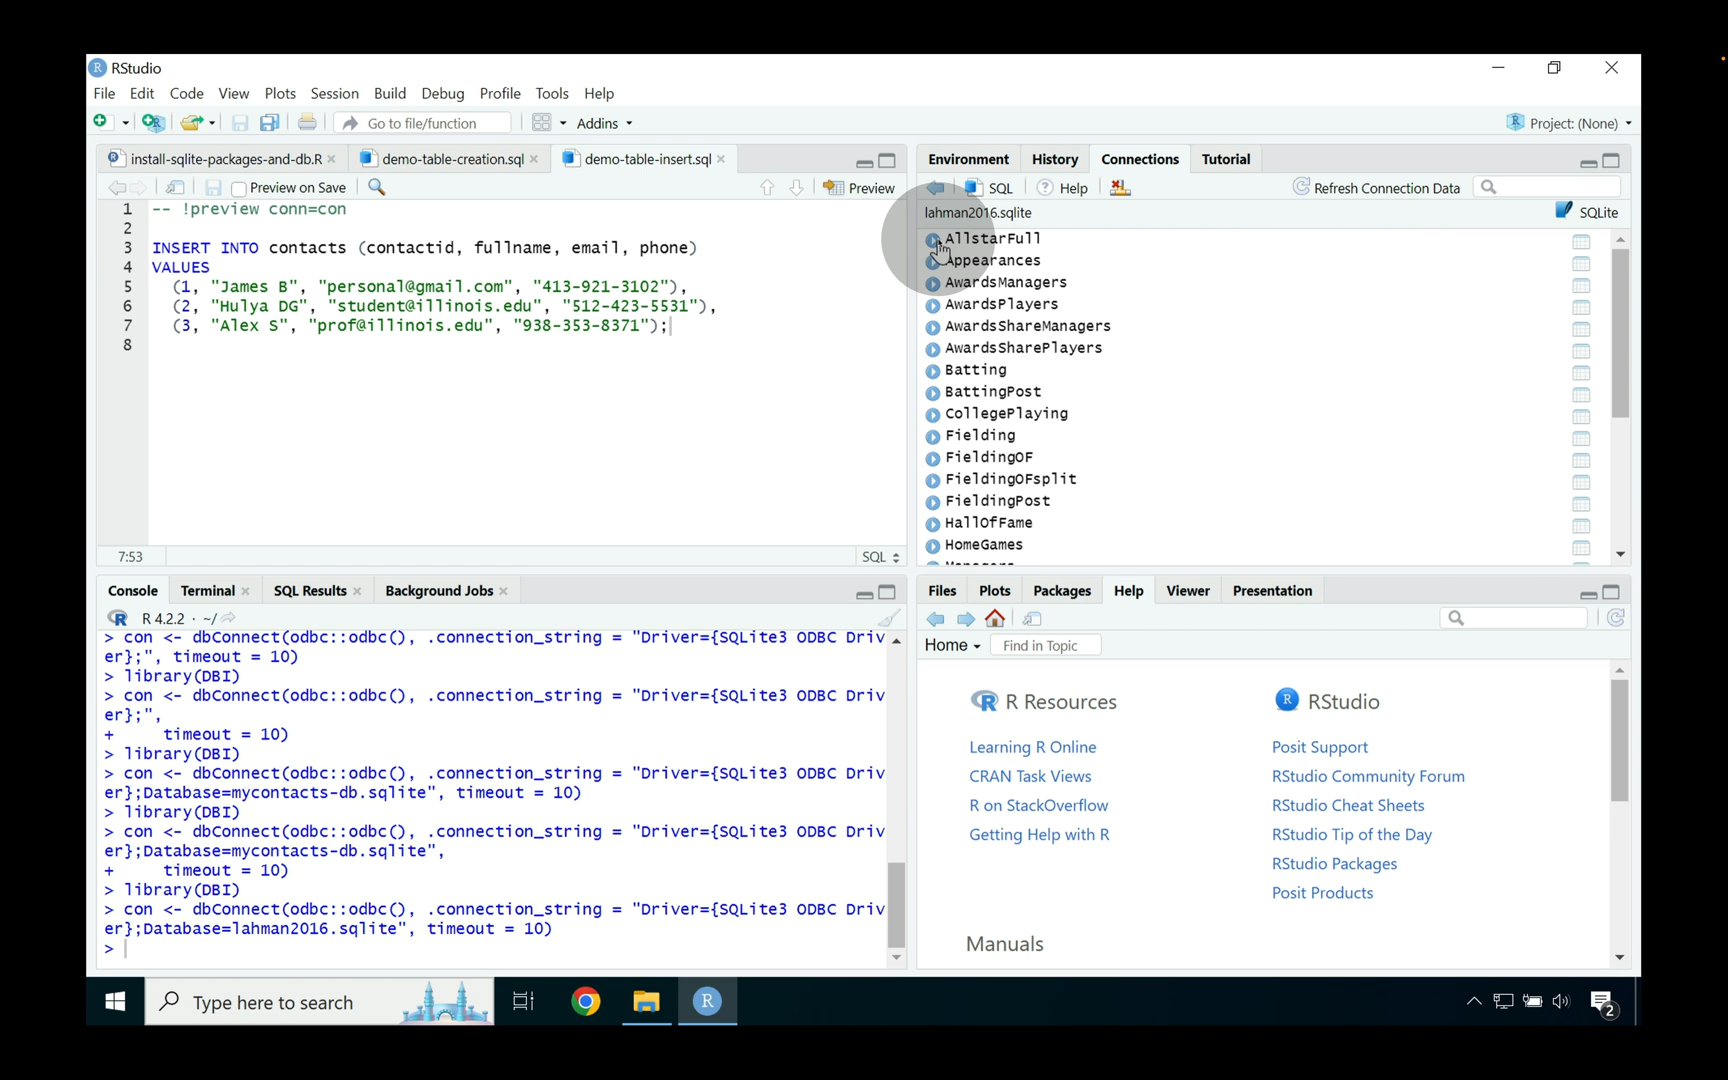 RStudio
File Edit Code View Plots Session Build Debug Profile Tools Help
Go to file/function Addins Project: (None)
install-sqlite-packages-and-db.R demo-table-creation.sql demo-table-insert.sql
Preview on Save Preview
1 -- !preview conn=con
2
3 INSERT INTO contacts (contactid, fullname, email, phone)
4 VALUES
5 (1, "James B", "personal@gmail.com", "413-921-3102"),
6 (2, "Hulya DG", "student@illinois.edu", "512-423-5531"),
7 (3, "Alex S", "prof@illinois.edu", "938-353-8371");
8
7:53 SQL
Environment History Connections Tutorial
SQL Help Refresh Connection Data
lahman2016.sqlite SQLite
AllstarFull
Appearances
AwardsManagers
AwardsPlayers
AwardsShareManagers
AwardsSharePlayers
Batting
BattingPost
CollegePlaying
Fielding
FieldingOF
FieldingOFsplit
FieldingPost
HallOfFame
HomeGames
Console Terminal SQL Results Background Jobs
R 4.2.2 · ~/
> con <- dbConnect(odbc::odbc(), .connection_string = "Driver={SQLite3 ODBC Driv
er};", timeout = 10)
> library(DBI)
> con <- dbConnect(odbc::odbc(), .connection_string = "Driver={SQLite3 ODBC Driv
er};",
+ timeout = 10)
> library(DBI)
> con <- dbConnect(odbc::odbc(), .connection_string = "Driver={SQLite3 ODBC Driv
er};Database=mycontacts-db.sqlite", timeout = 10)
> library(DBI)
> con <- dbConnect(odbc::odbc(), .connection_string = "Driver={SQLite3 ODBC Driv
er};Database=mycontacts-db.sqlite",
+ timeout = 10)
> library(DBI)
> con <- dbConnect(odbc::odbc(), .connection_string = "Driver={SQLite3 ODBC Driv
er};Database=lahman2016.sqlite", timeout = 10)
>
Files Plots Packages Help Viewer Presentation
Home Find in Topic
R Resources
Learning R Online
CRAN Task Views
R on StackOverflow
Getting Help with R
RStudio
Posit Support
RStudio Community Forum
RStudio Cheat Sheets
RStudio Tip of the Day
RStudio Packages
Posit Products
Manuals
Type here to search
2